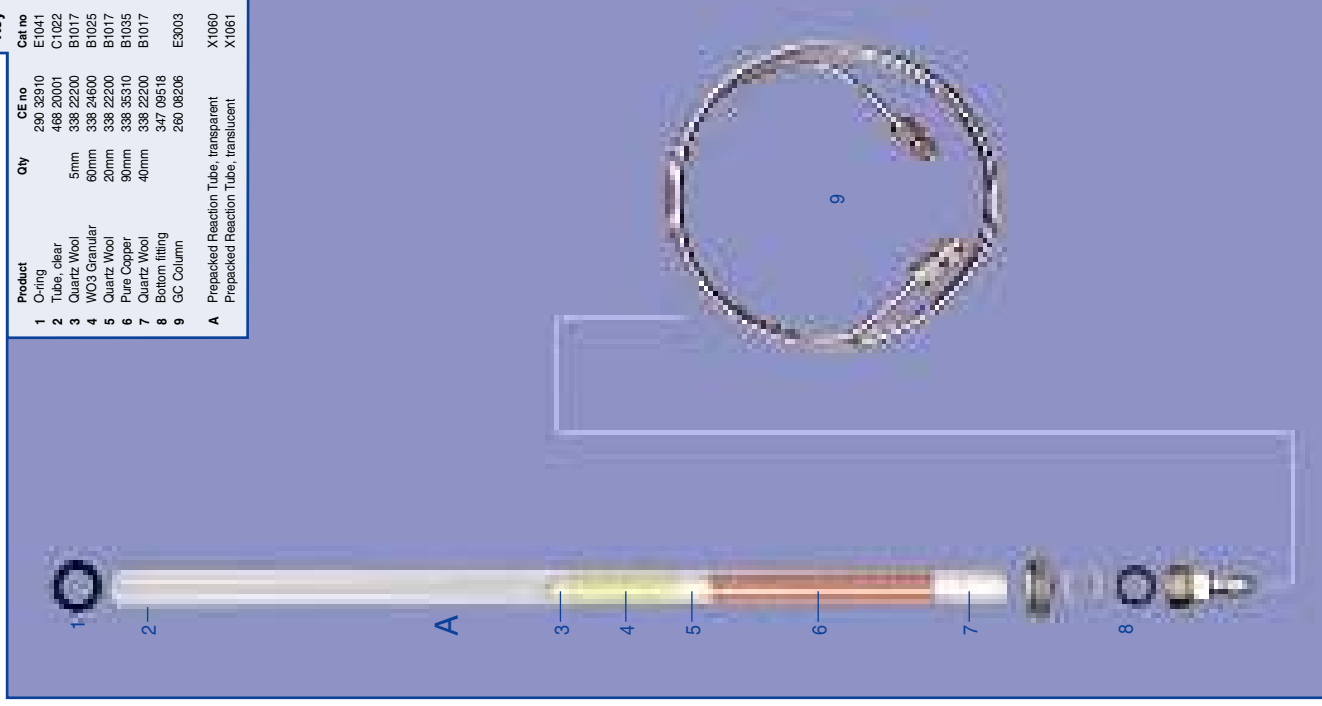 Product Qty CE no Cat no
1 O-ring 290 32910 E1041
2 Tube, clear 468 20001 C1022
3 Quartz Wool 5mm 338 22200 B1017
4 WO3 Granular 60mm 338 24600 B1025
5 Quartz Wool 20mm 338 22200 B1017
6 Pure Copper 90mm 338 35310 B1035
7 Quartz Wool 40mm 338 22200 B1017
8 Bottom fitting 347 09518
9 GC Column 260 08206 E3003
A Prepacked Reaction Tube, transparent X1060
Prepacked Reaction Tube, translucent X1061
1
2
A
3
4
5
6
7
8
9